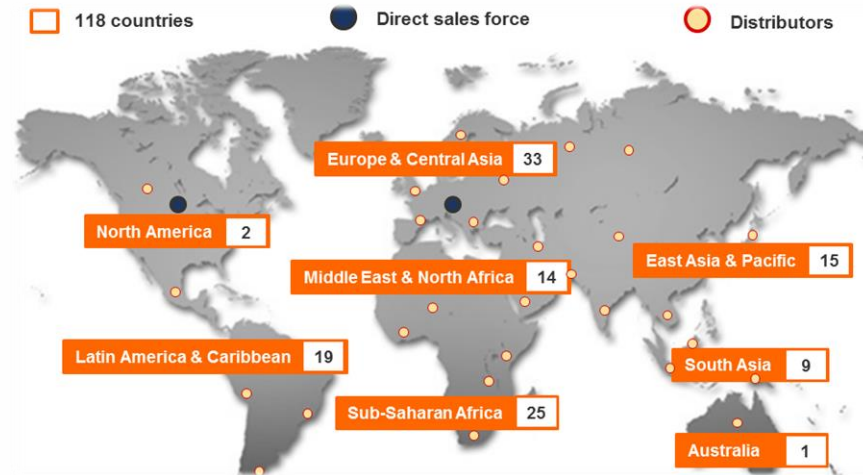 118 countries
Direct sales force
Distributors
Europe & Central Asia 33
North America 2
East Asia & Pacific 15
Middle East & North Africa 14
Latin America & Caribbean 19
South Asia 9
Sub-Saharan Africa 25
Australia 1